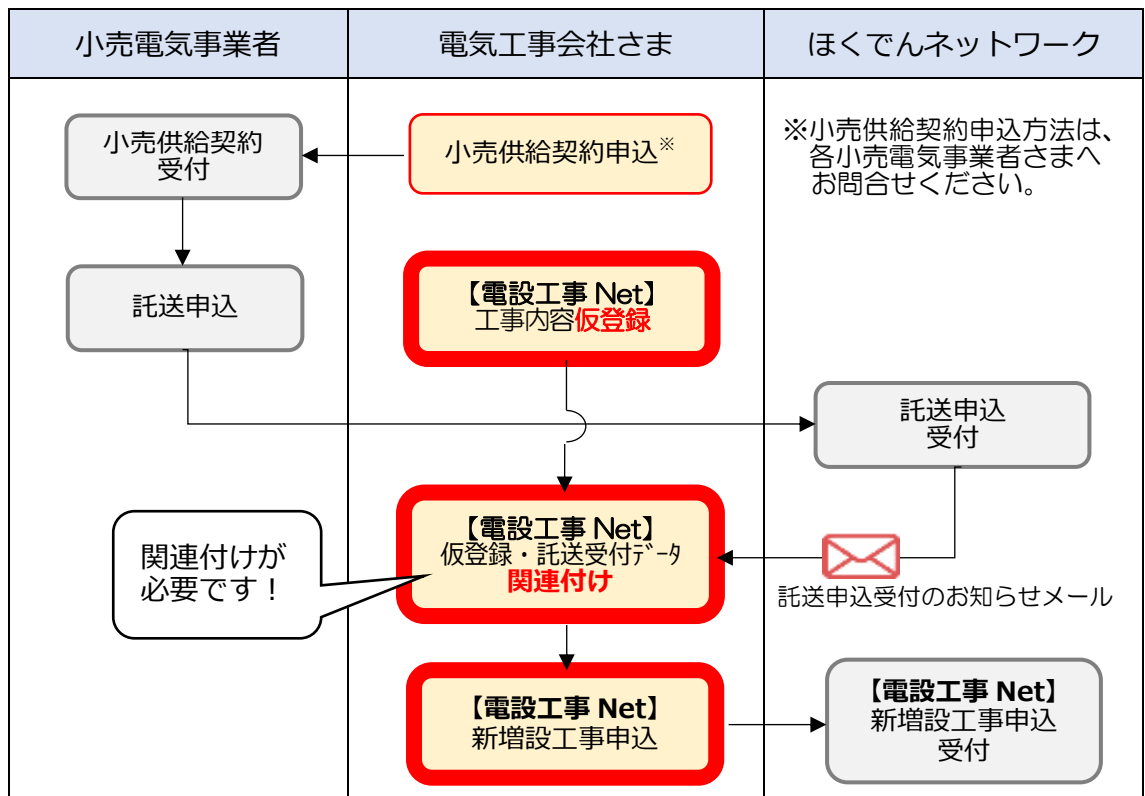 小売電気事業者
電気工事会社さま
ほくでんネットワーク
小売供給契約
受付
小売供給契約申込※
※小売供給契約申込方法は、
各小売電気事業者さまへ
お問合せください。
託送申込
【電設工事 Net】
工事内容仮登録
託送申込
受付
関連付けが
必要です！
【電設工事 Net】
仮登録・託送受付ﾃﾞｰﾀ
関連付け
託送申込受付のお知らせメール
【電設工事 Net】
新増設工事申込
【電設工事 Net】
新増設工事申込
受付